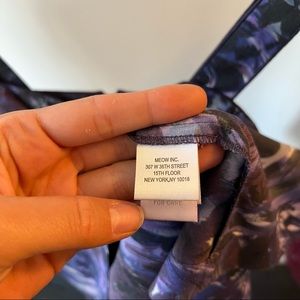 MEOW INC.
307 W 36TH STREET
15TH FLOOR
NEW YORK,NY 10018
FOR CARE